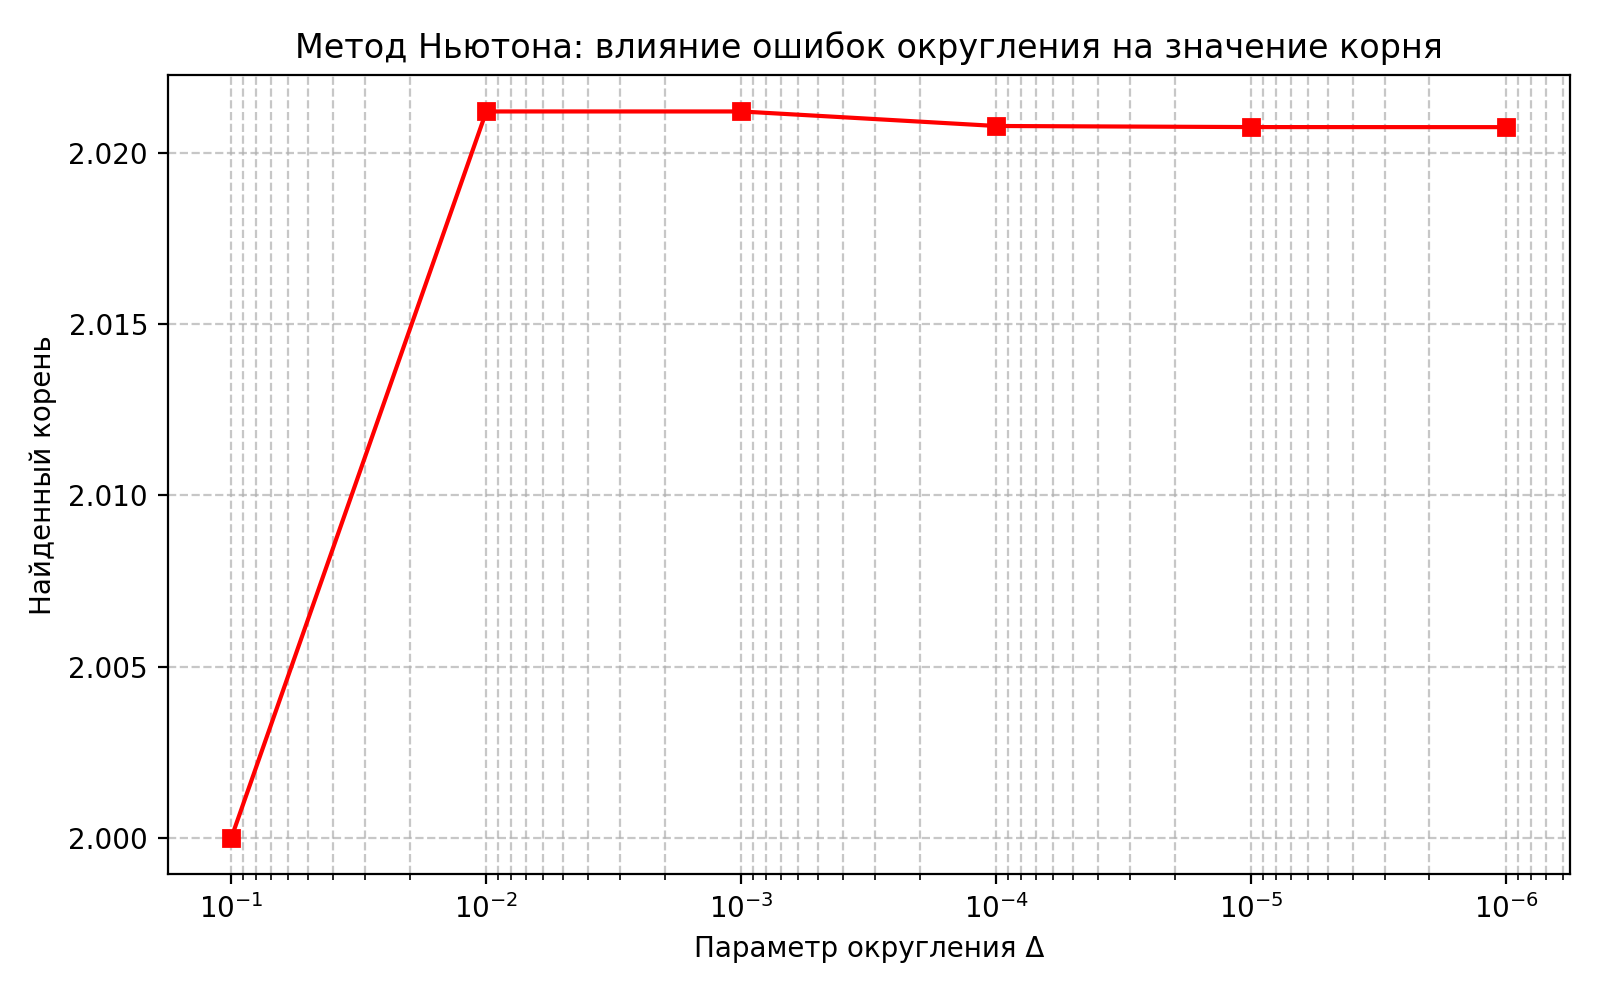 Метод Ньютона: влияние ошибок округления на значение корня
Найденный корень
2.020
2.015
2.010
2.005
2.000
10⁻¹ 10⁻² 10⁻³ 10⁻⁴ 10⁻⁵ 10⁻⁶
Параметр округления Δ